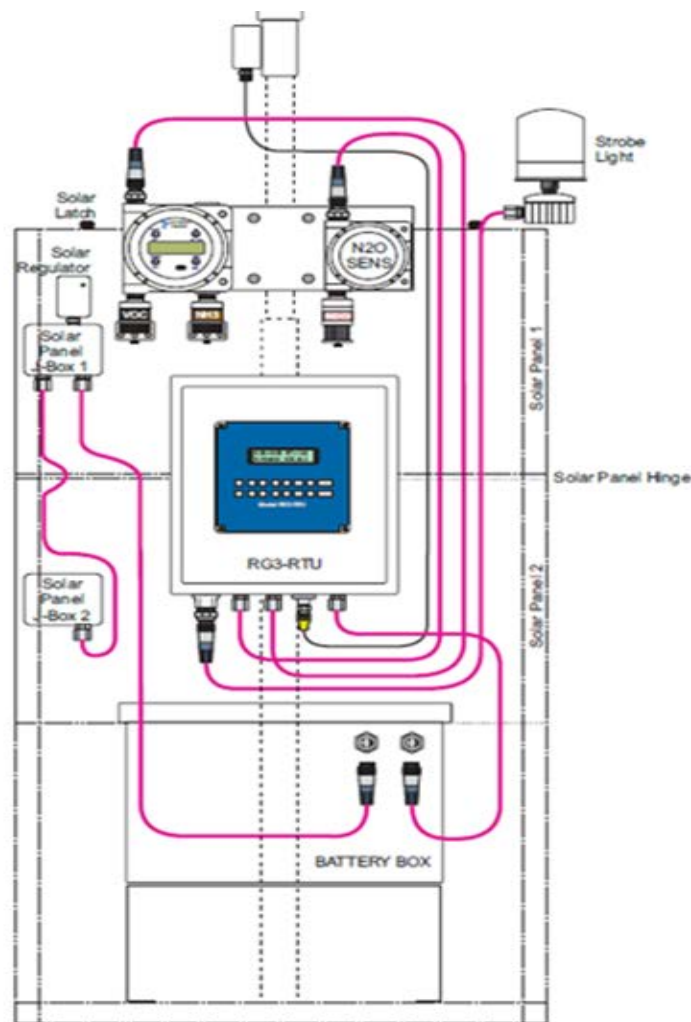 Strobe
Light
Solar
Latch
Solar
Regulator
N2O
SENS
VOC
NH3
Solar
Panel
J-Box 1
Solar Panel 1
Solar Panel Hinge
RG3-RTU
Solar
Panel
J-Box 2
Solar Panel 2
BATTERY BOX